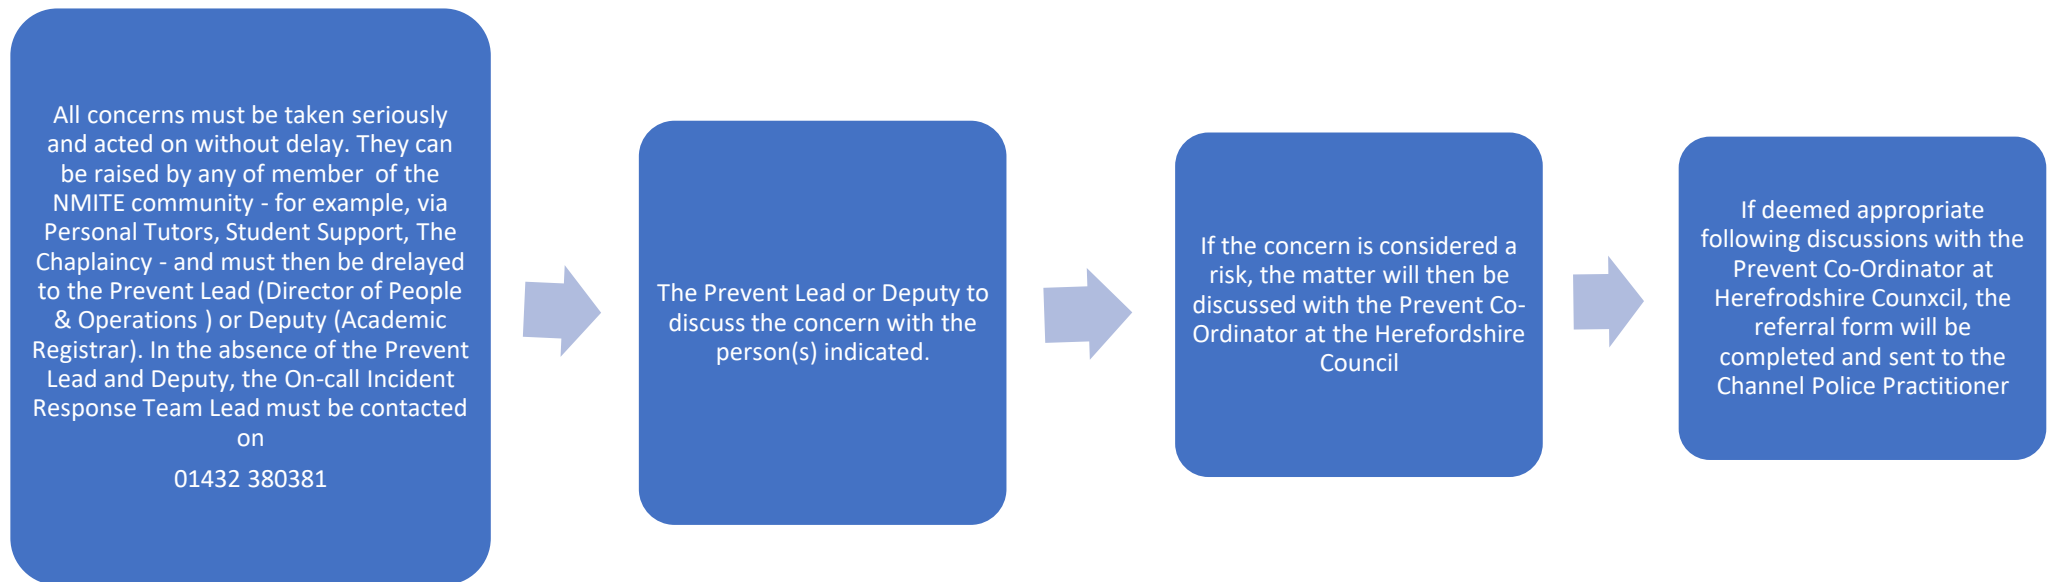 All concerns must be taken seriously
and acted on without delay. They can
be raised by any of member  of the
NMITE community - for example, via
Personal Tutors, Student Support, The
Chaplaincy - and must then be drelayed
to the Prevent Lead (Director of People
& Operations ) or Deputy (Academic
Registrar). In the absence of the Prevent
Lead and Deputy, the On-call Incident
Response Team Lead must be contacted
on
01432 380381
The Prevent Lead or Deputy to
discuss the concern with the
person(s) indicated.
If the concern is considered a
risk, the matter will then be
discussed with the Prevent Co-
Ordinator at the Herefordshire
Council
If deemed appropriate
following discussions with the
Prevent Co-Ordinator at
Herefrodshire Counxcil, the
referral form will be
completed and sent to the
Channel Police Practitioner